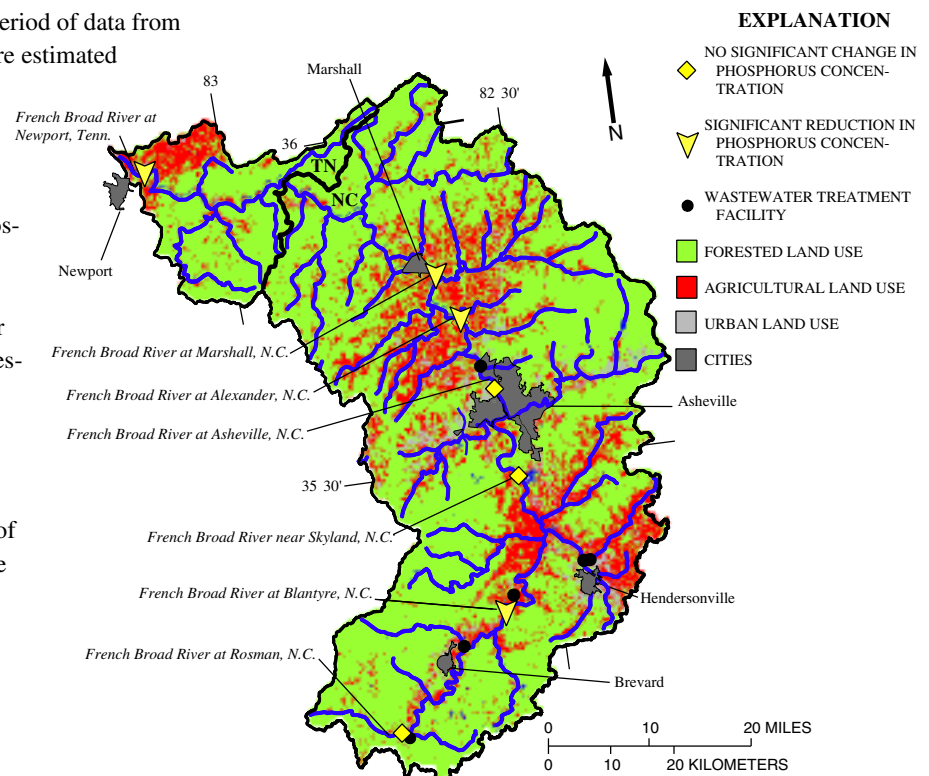 eriod of data from
re estimated
os-
r
es-
of
e
EXPLANATION
NO SIGNIFICANT CHANGE IN
PHOSPHORUS CONCEN-
TRATION
SIGNIFICANT REDUCTION IN
PHOSPHORUS CONCEN-
TRATION
WASTEWATER TREATMENT
FACILITY
FORESTED LAND USE
AGRICULTURAL LAND USE
URBAN LAND USE
CITIES
Marshall
83
82 30'
N
French Broad River at
Newport, Tenn.
36
TN
NC
Newport
French Broad River at Marshall, N.C.
French Broad River at Alexander, N.C.
Asheville
French Broad River at Asheville, N.C.
35 30'
French Broad River near Skyland, N.C.
French Broad River at Blantyre, N.C.
Hendersonville
French Broad River at Rosman, N.C.
Brevard
0 10 20 MILES
0 10 20 KILOMETERS